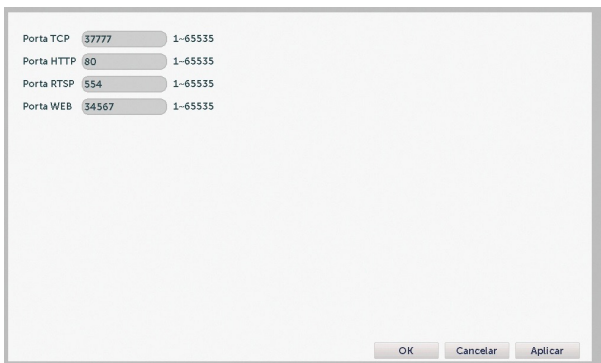 Porta TCP 37777 1~65535
Porta HTTP 80 1~65535
Porta RTSP 554 1~65535
Porta WEB 34567 1~65535
OK Cancelar Aplicar